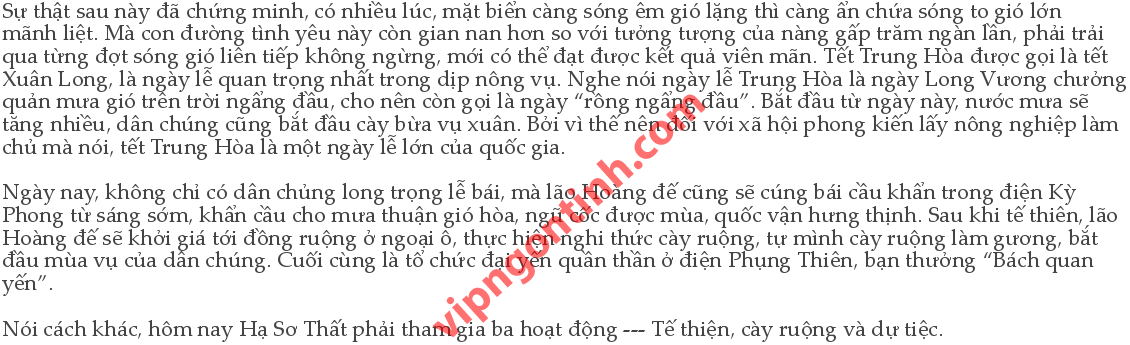 Sự thật sau này đã chứng minh, có nhiều lúc, mặt biển càng sóng êm gió lặng thì càng ẩn chứa sóng to gió lớn
mãnh liệt. Mà con đường tình yêu này còn gian nan hơn so với tưởng tượng của nàng gấp trăm ngàn lần, phải trải
qua từng đợt sóng gió liên tiếp không ngừng, mới có thể đạt được kết quả viên mãn. Tết Trung Hòa được gọi là tết
Xuân Long, là ngày lễ quan trọng nhất trong dịp nông vụ. Nghe nói ngày lễ Trung Hòa là ngày Long Vương chưởng
quản mưa gió trên trời ngẩng đầu, cho nên còn gọi là ngày “rồng ngẩng đầu”. Bắt đầu từ ngày này, nước mưa sẽ
tăng nhiều, dân chúng cũng bắt đầu cày bừa vụ xuân. Bởi vì thế nên đối với xã hội phong kiến lấy nông nghiệp làm
chủ mà nói, tết Trung Hòa là một ngày lễ lớn của quốc gia.
Ngày nay, không chỉ có dân chủng long trọng lễ bái, mà lão Hoàng đế cũng sẽ cúng bái cầu khẩn trong điện Kỳ
Phong từ sáng sớm, khẩn cầu cho mưa thuận gió hòa, ngũ cốc được mùa, quốc vận hưng thịnh. Sau khi tế thiên, lão
Hoàng đế sẽ khởi giá tới đồng ruộng ở ngoại ô, thực hiện nghi thức cày ruộng, tự mình cày ruộng làm gương, bắt
đầu mùa vụ của dân chúng. Cuối cùng là tổ chức đại yến quần thần ở điện Phụng Thiên, bạn thưởng “Bách quan
yến”.
Nói cách khác, hôm nay Hạ Sơ Thất phải tham gia ba hoạt động --- Tế thiện, cày ruộng và dự tiệc.
vipngontinh.com